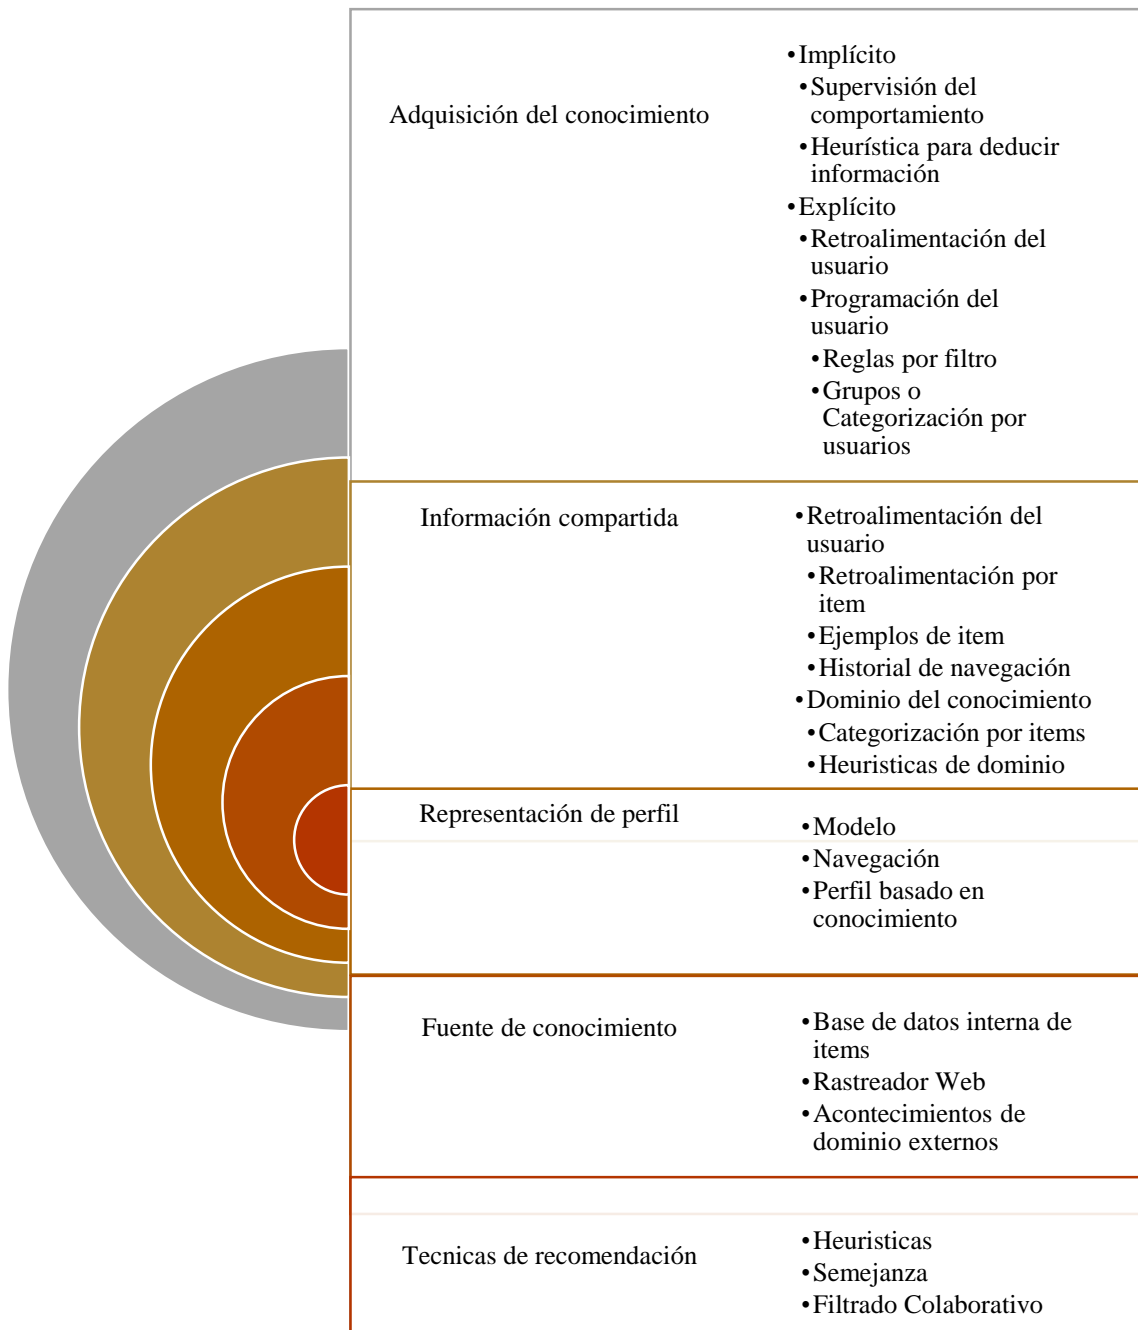 Adquisición del conocimiento
•Implícito
•Supervisión del
comportamiento
•Heurística para deducir
información
•Explícito
•Retroalimentación del
usuario
•Programación del
usuario
•Reglas por filtro
•Grupos o
Categorización por
usuarios
Información compartida
•Retroalimentación del
usuario
•Retroalimentación por
item
•Ejemplos de item
•Historial de navegación
•Dominio del conocimiento
•Categorización por items
•Heuristicas de dominio
Representación de perfil
•Modelo
•Navegación
•Perfil basado en
conocimiento
Fuente de conocimiento
•Base de datos interna de
items
•Rastreador Web
•Acontecimientos de
dominio externos
Tecnicas de recomendación
•Heuristicas
•Semejanza
•Filtrado Colaborativo